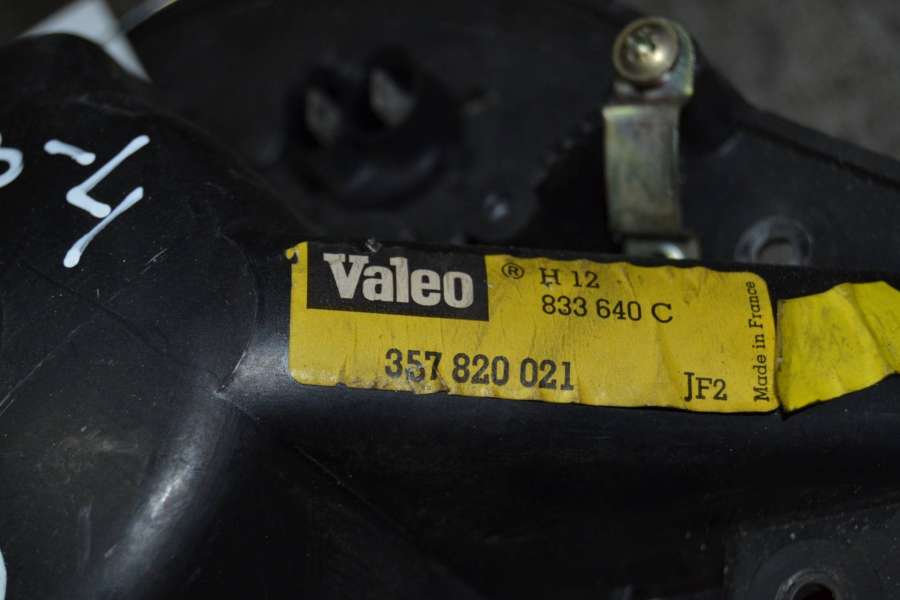 Valeo ® H 12
833 640 C
357 820 021
JF2
Made in France